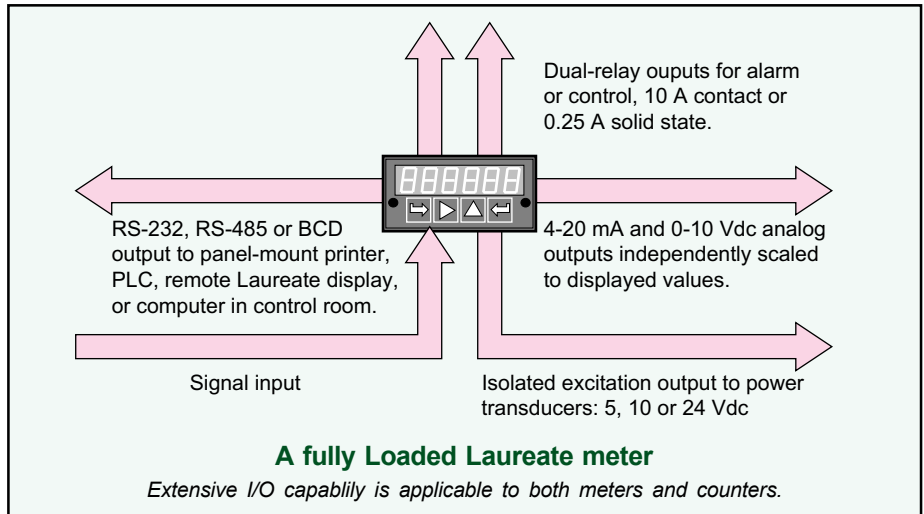 Dual-relay ouputs for alarm
or control, 10 A contact or
0.25 A solid state.
888888
RS-232, RS-485 or BCD
output to panel-mount printer,
PLC, remote Laureate display,
or computer in control room.
4-20 mA and 0-10 Vdc analog
outputs independently scaled
to displayed values.
Signal input
Isolated excitation output to power
transducers: 5, 10 or 24 Vdc
A fully Loaded Laureate meter
Extensive I/O capablily is applicable to both meters and counters.